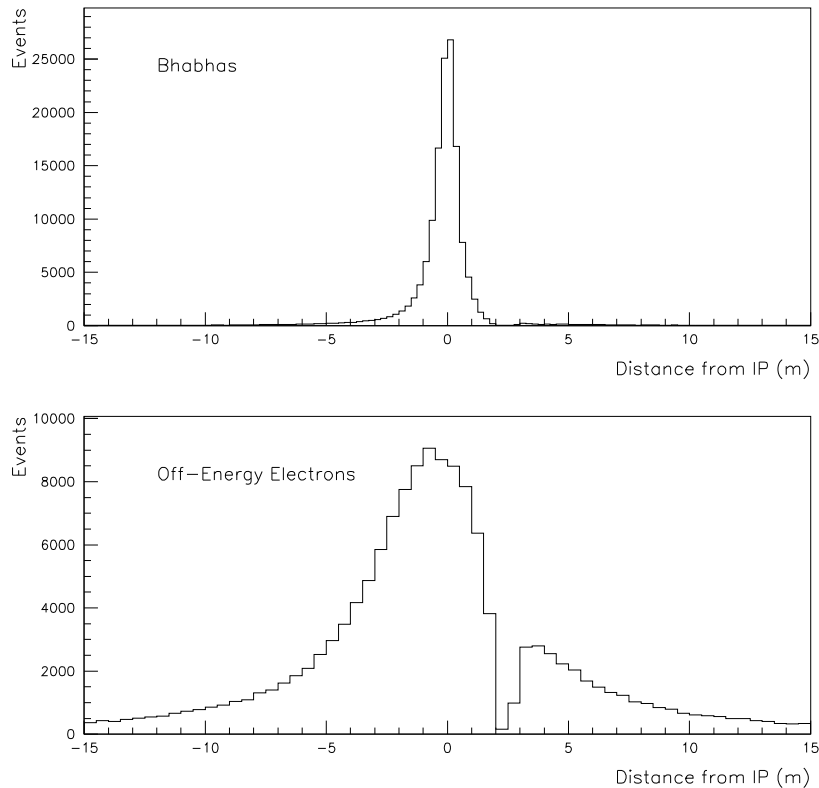 Events
25000
Bhabhas
20000
15000
10000
5000
0
−15 −10 −5 0 5 10 15
Distance from IP (m)
Events
10000
8000
Off−Energy Electrons
6000
4000
2000
0
−15 −10 −5 0 5 10 15
Distance from IP (m)